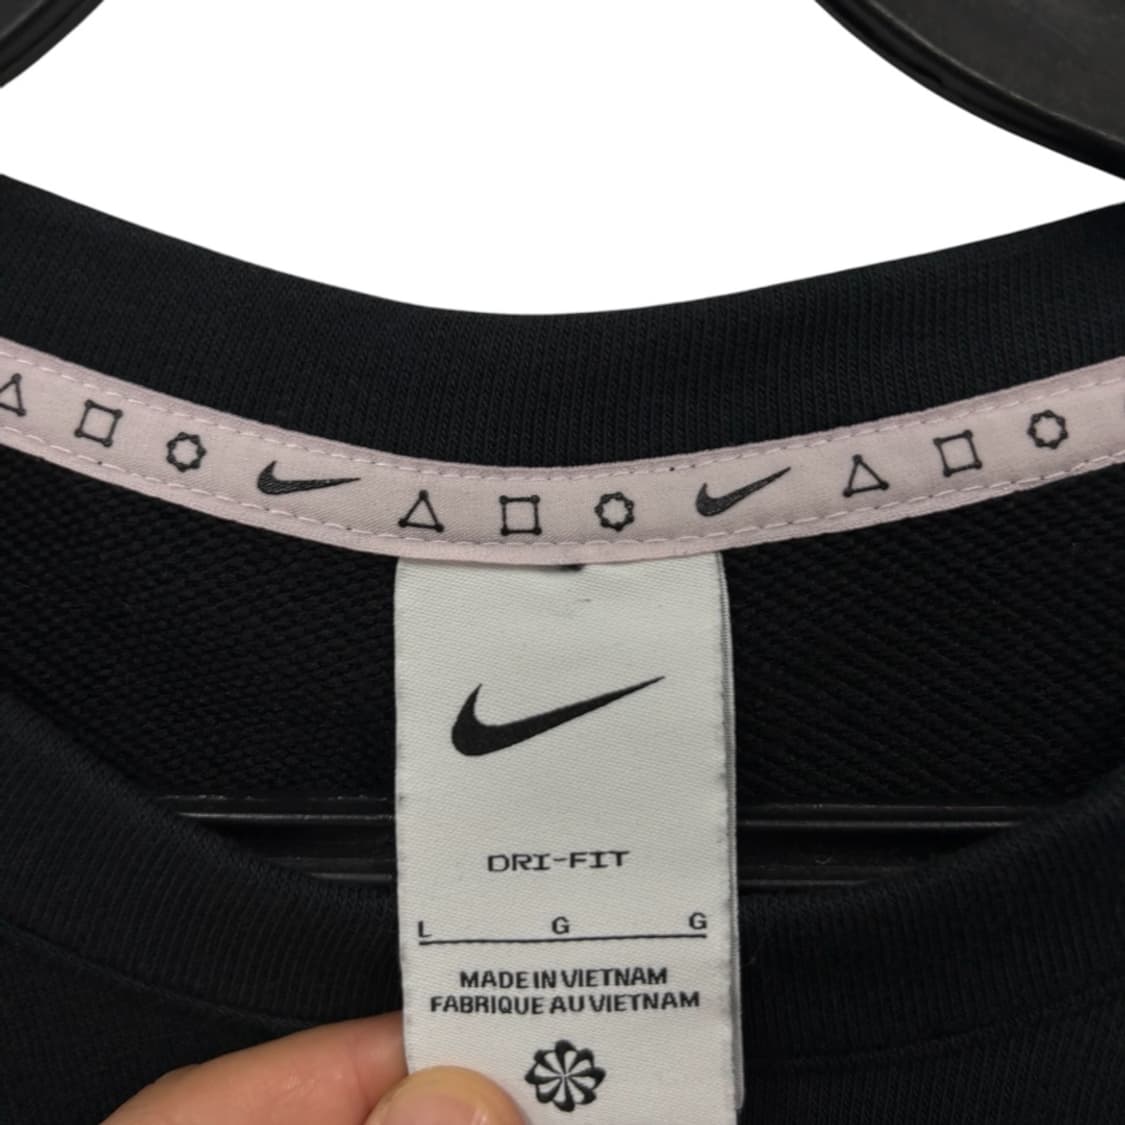 DRI-FIT
L G G
MADE IN VIETNAM
FABRIQUE AU VIETNAM